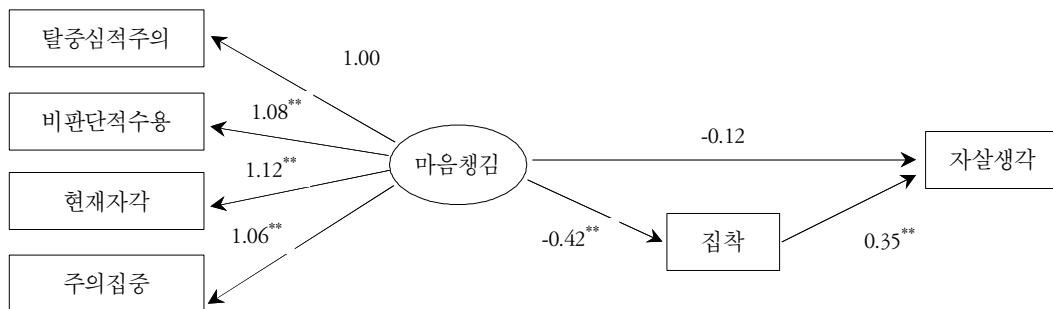 탈중심적주의
1.00
비판단적수용
1.08**
-0.12
마음챙김
자살생각
1.12**
현재자각
1.06**
-0.42**
집착
0.35**
주의집중